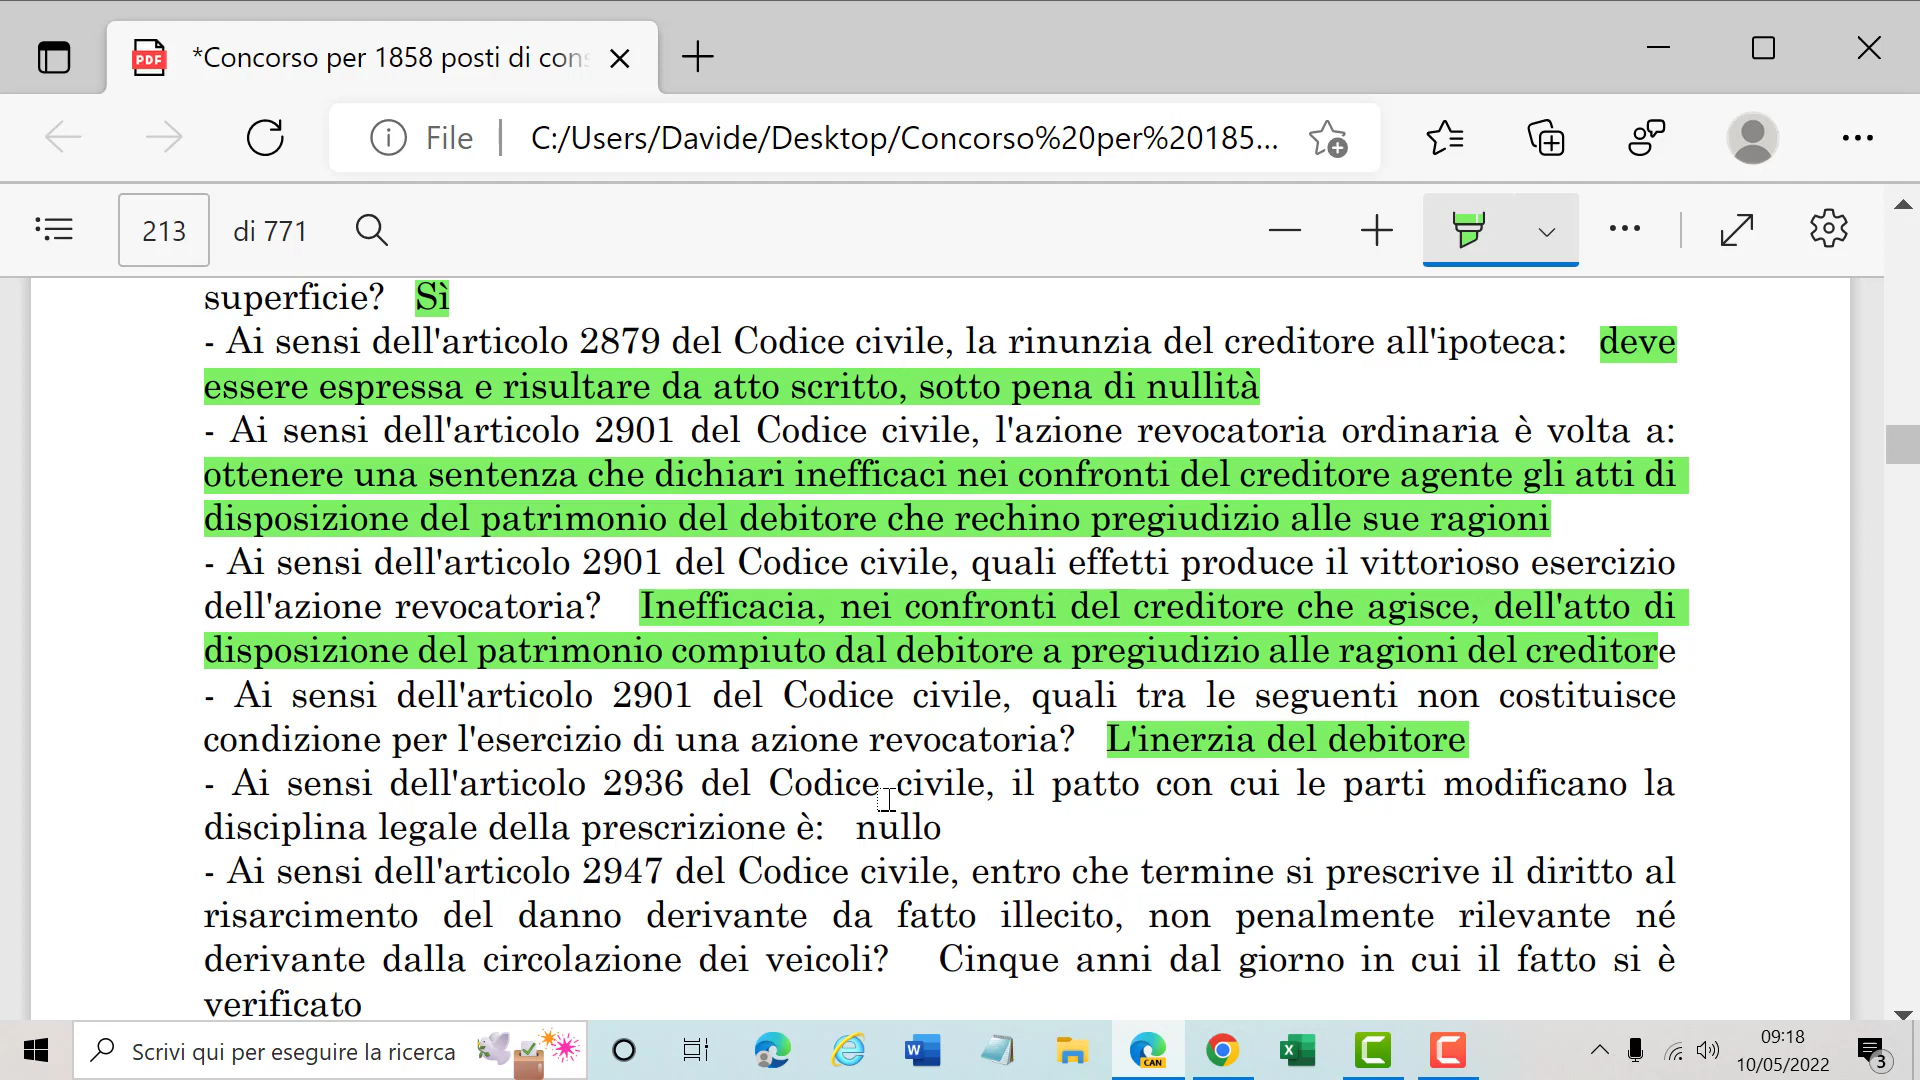 *Concorso per 1858 posti di con
File
C:/Users/Davide/Desktop/Concorso%20per%20185...
213 di 771
superficie? Sì
- Ai sensi dell'articolo 2879 del Codice civile, la rinunzia del creditore all'ipoteca: deve
essere espressa e risultare da atto scritto, sotto pena di nullità
- Ai sensi dell'articolo 2901 del Codice civile, l'azione revocatoria ordinaria è volta a:
ottenere una sentenza che dichiari inefficaci nei confronti del creditore agente gli atti di
disposizione del patrimonio del debitore che rechino pregiudizio alle sue ragioni
- Ai sensi dell'articolo 2901 del Codice civile, quali effetti produce il vittorioso esercizio
dell'azione revocatoria? Inefficacia, nei confronti del creditore che agisce, dell'atto di
disposizione del patrimonio compiuto dal debitore a pregiudizio alle ragioni del creditore
- Ai sensi dell'articolo 2901 del Codice civile, quali tra le seguenti non costituisce
condizione per l'esercizio di una azione revocatoria? L'inerzia del debitore
- Ai sensi dell'articolo 2936 del Codice civile, il patto con cui le parti modificano la
disciplina legale della prescrizione è: nullo
- Ai sensi dell'articolo 2947 del Codice civile, entro che termine si prescrive il diritto al
risarcimento del danno derivante da fatto illecito, non penalmente rilevante né
derivante dalla circolazione dei veicoli? Cinque anni dal giorno in cui il fatto si è
verificato
Scrivi qui per eseguire la ricerca
CAN
09:18
10/05/2022
3